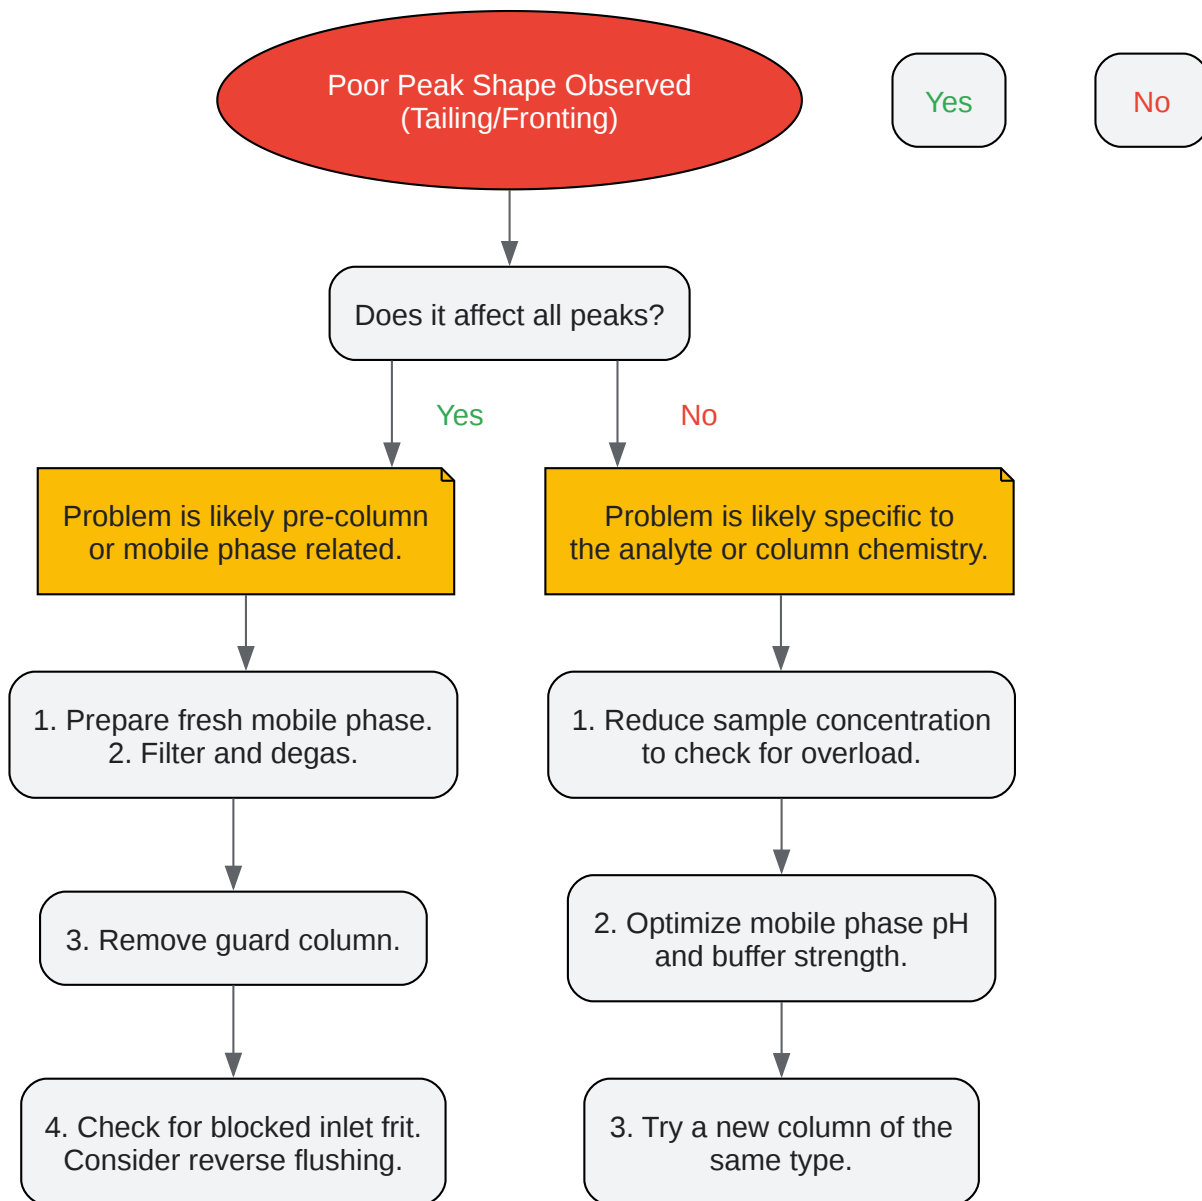 Poor Peak Shape Observed
(Tailing/Fronting)
Yes
No
Does it affect all peaks?
Yes
No
Problem is likely pre-column
or mobile phase related.
Problem is likely specific to
the analyte or column chemistry.
1. Prepare fresh mobile phase.
2. Filter and degas.
1. Reduce sample concentration
to check for overload.
3. Remove guard column.
2. Optimize mobile phase pH
and buffer strength.
4. Check for blocked inlet frit.
Consider reverse flushing.
3. Try a new column of the
same type.